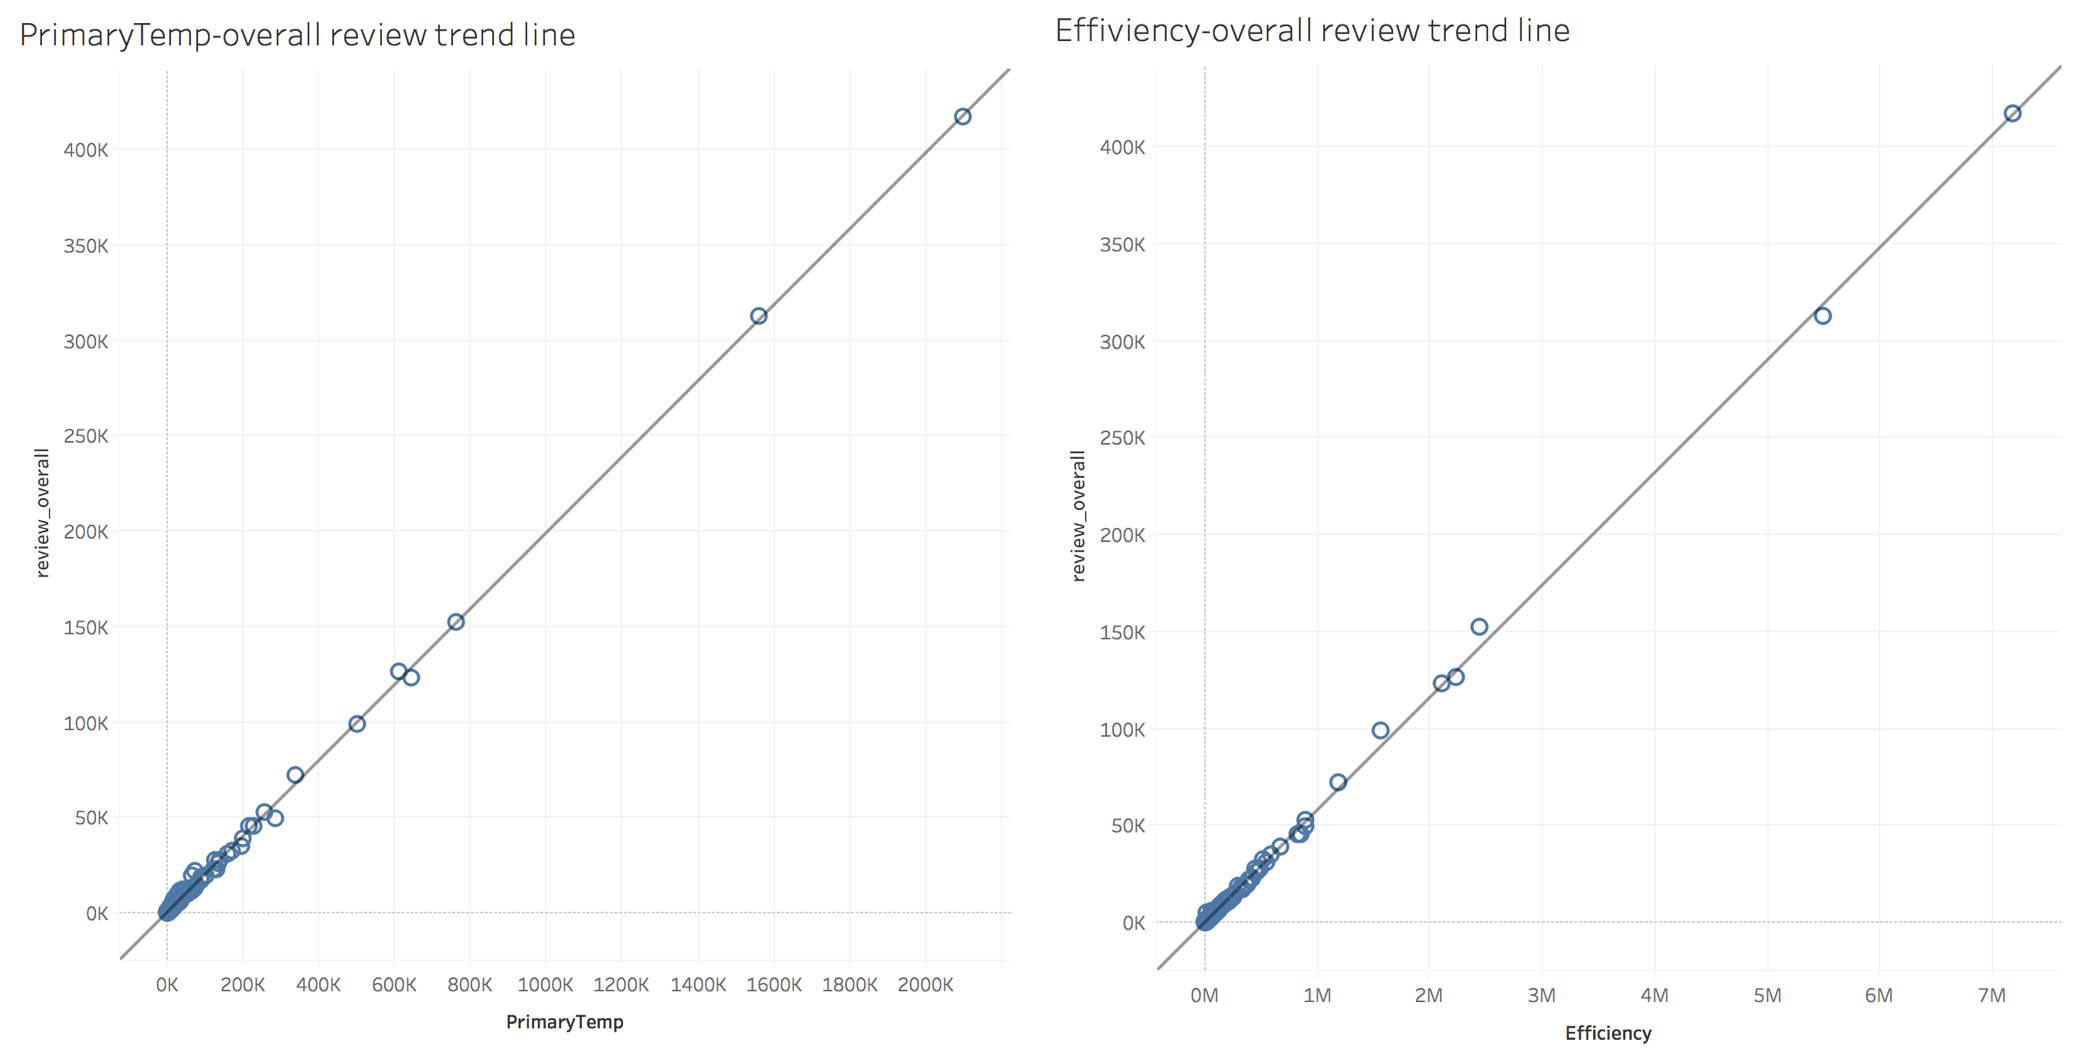 PrimaryTemp-overall review trend line
400K
350K
300K
250K
200K
150K
100K
50K
0K
review_overall
0K 200K 400K 600K 800K 1000K 1200K 1400K 1600K 1800K 2000K
PrimaryTemp
Effiviency-overall review trend line
400K
350K
300K
250K
200K
150K
100K
50K
0K
review_overall
0M 1M 2M 3M 4M 5M 6M 7M
Efficiency